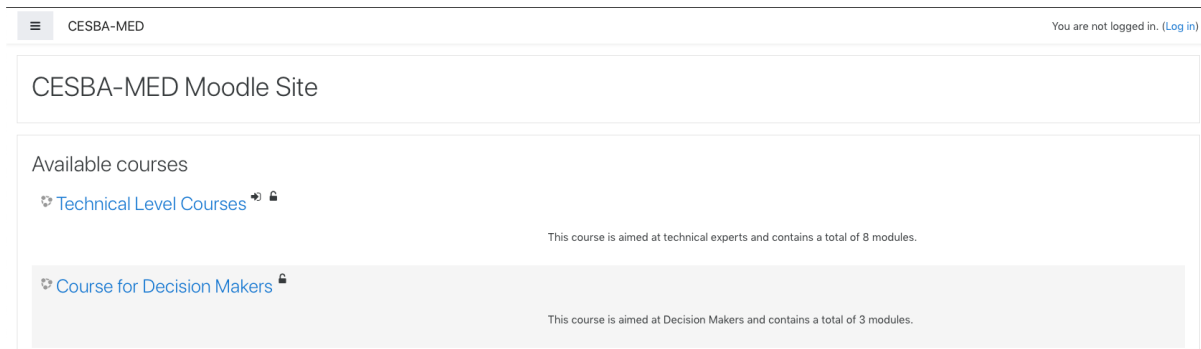 CESBA-MED
You are not logged in. (Log in)
CESBA-MED Moodle Site
Available courses
Technical Level Courses
This course is aimed at technical experts and contains a total of 8 modules.
Course for Decision Makers
This course is aimed at Decision Makers and contains a total of 3 modules.